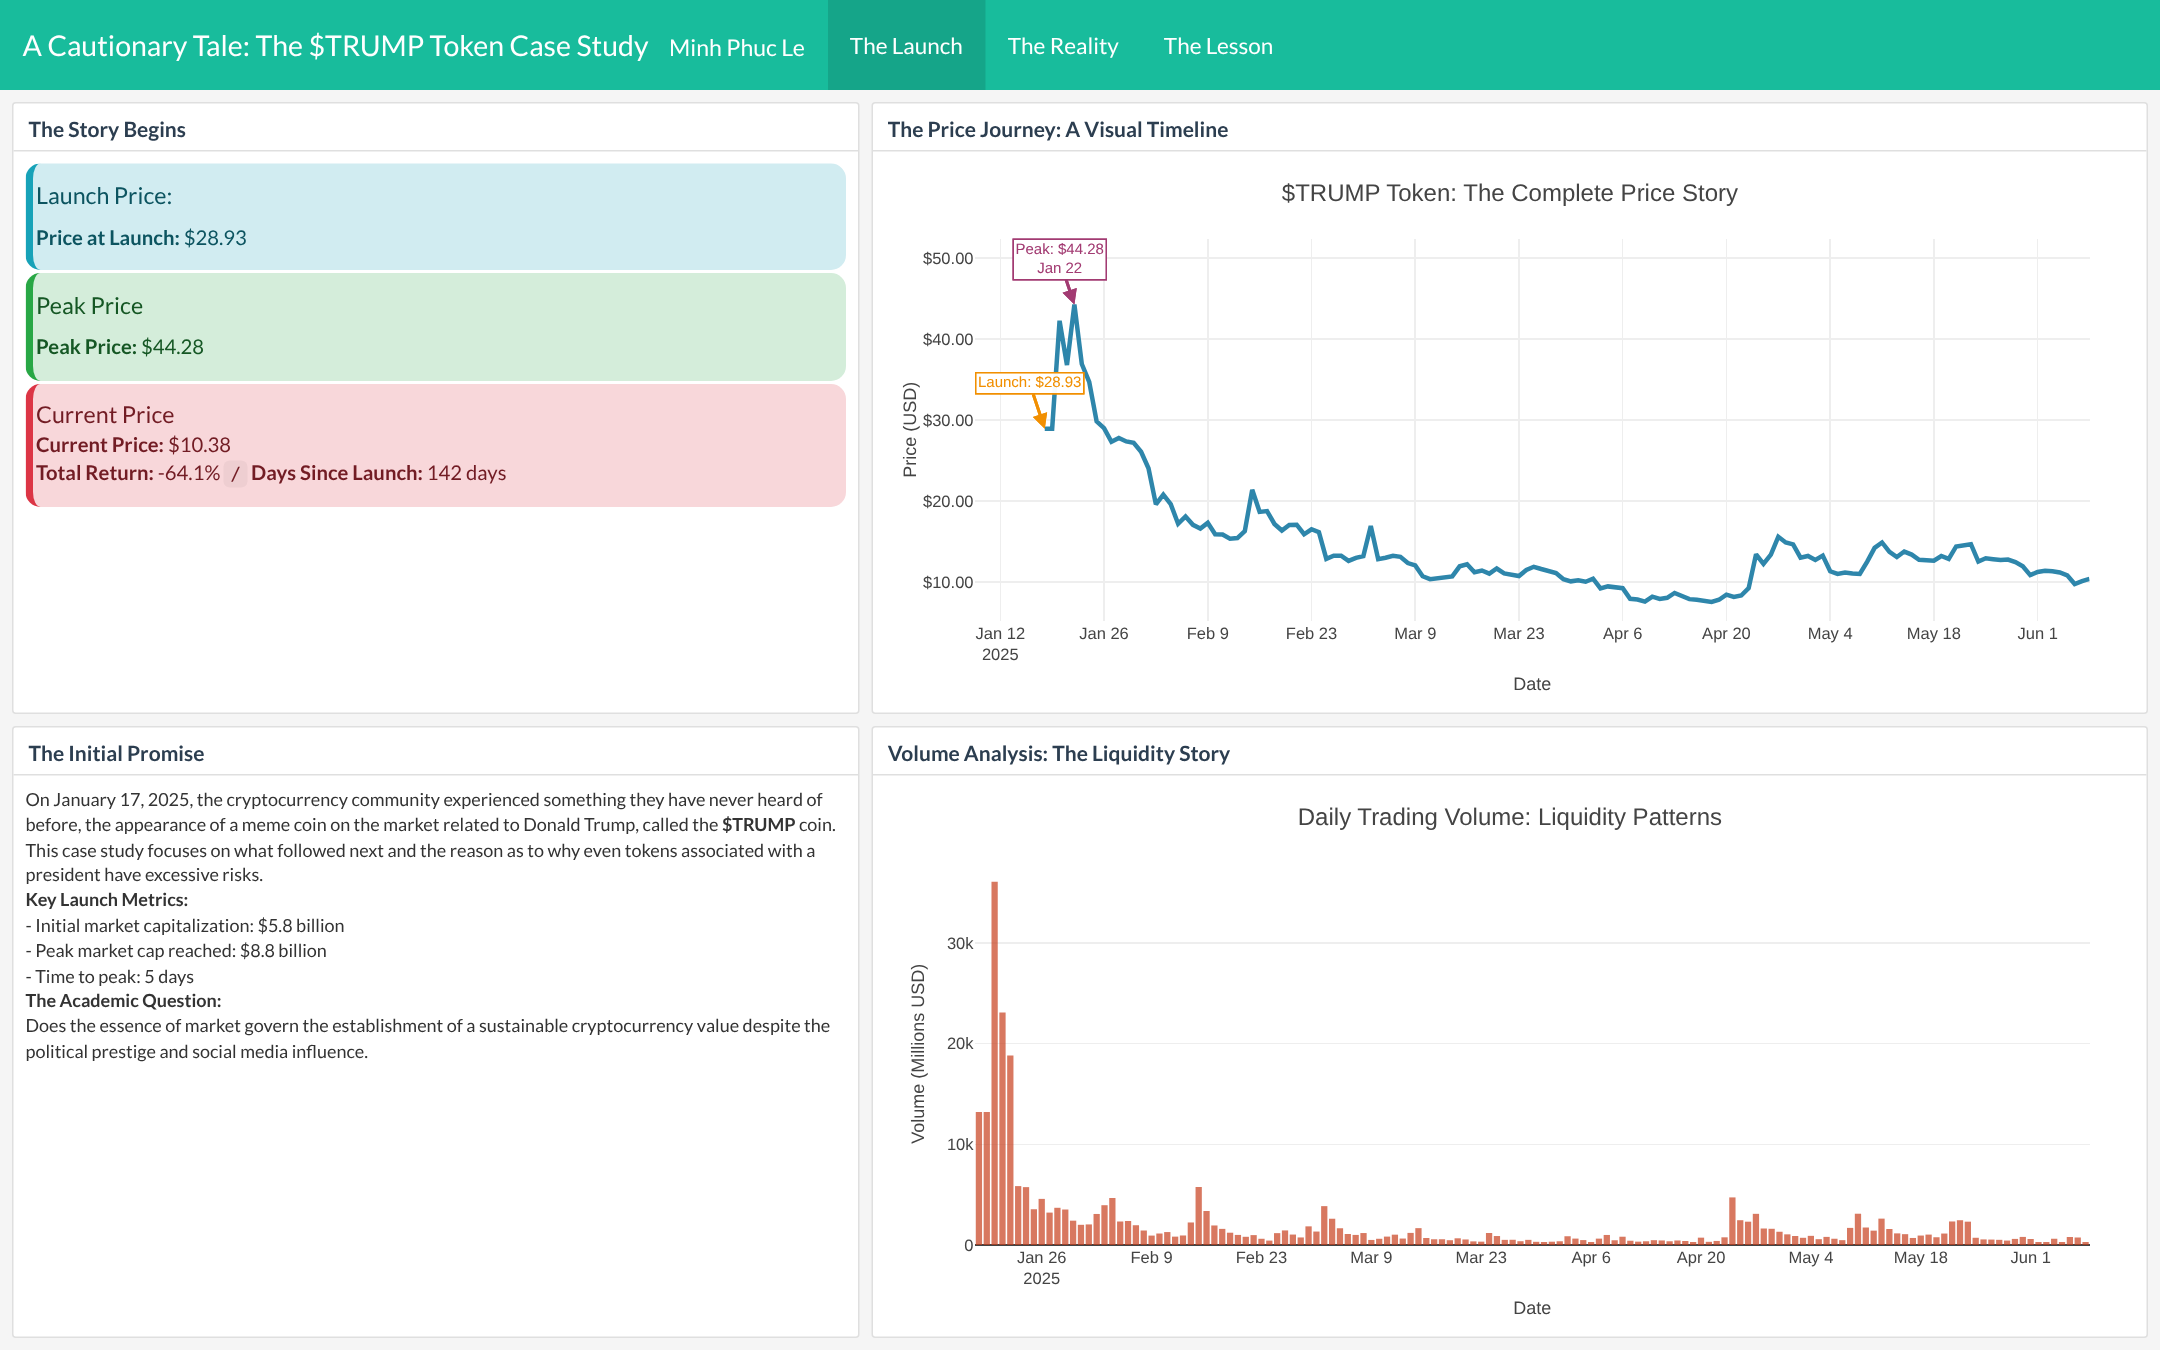 A Cautionary Tale: The $TRUMP Token Case Study Minh Phuc Le The Launch The Reality The Lesson
The Story Begins
Launch Price:
Price at Launch: $28.93
Peak Price
Peak Price: $44.28
Current Price
Current Price: $10.38
Total Return: -64.1% / Days Since Launch: 142 days
The Price Journey: A Visual Timeline
$TRUMP Token: The Complete Price Story
Peak: $44.28
Jan 22
Launch: $28.93
Price (USD)
$50.00
$40.00
$30.00
$20.00
$10.00
Jan 12 Jan 26 Feb 9 Feb 23 Mar 9 Mar 23 Apr 6 Apr 20 May 4 May 18 Jun 1
2025
Date
The Initial Promise
On January 17, 2025, the cryptocurrency community experienced something they have never heard of
before, the appearance of a meme coin on the market related to Donald Trump, called the $TRUMP coin.
This case study focuses on what followed next and the reason as to why even tokens associated with a
president have excessive risks.
Key Launch Metrics:
- Initial market capitalization: $5.8 billion
- Peak market cap reached: $8.8 billion
- Time to peak: 5 days
The Academic Question:
Does the essence of market govern the establishment of a sustainable cryptocurrency value despite the
political prestige and social media influence.
Volume Analysis: The Liquidity Story
Daily Trading Volume: Liquidity Patterns
Volume (Millions USD)
30k
20k
10k
0
Jan 26 Feb 9 Feb 23 Mar 9 Mar 23 Apr 6 Apr 20 May 4 May 18 Jun 1
2025
Date